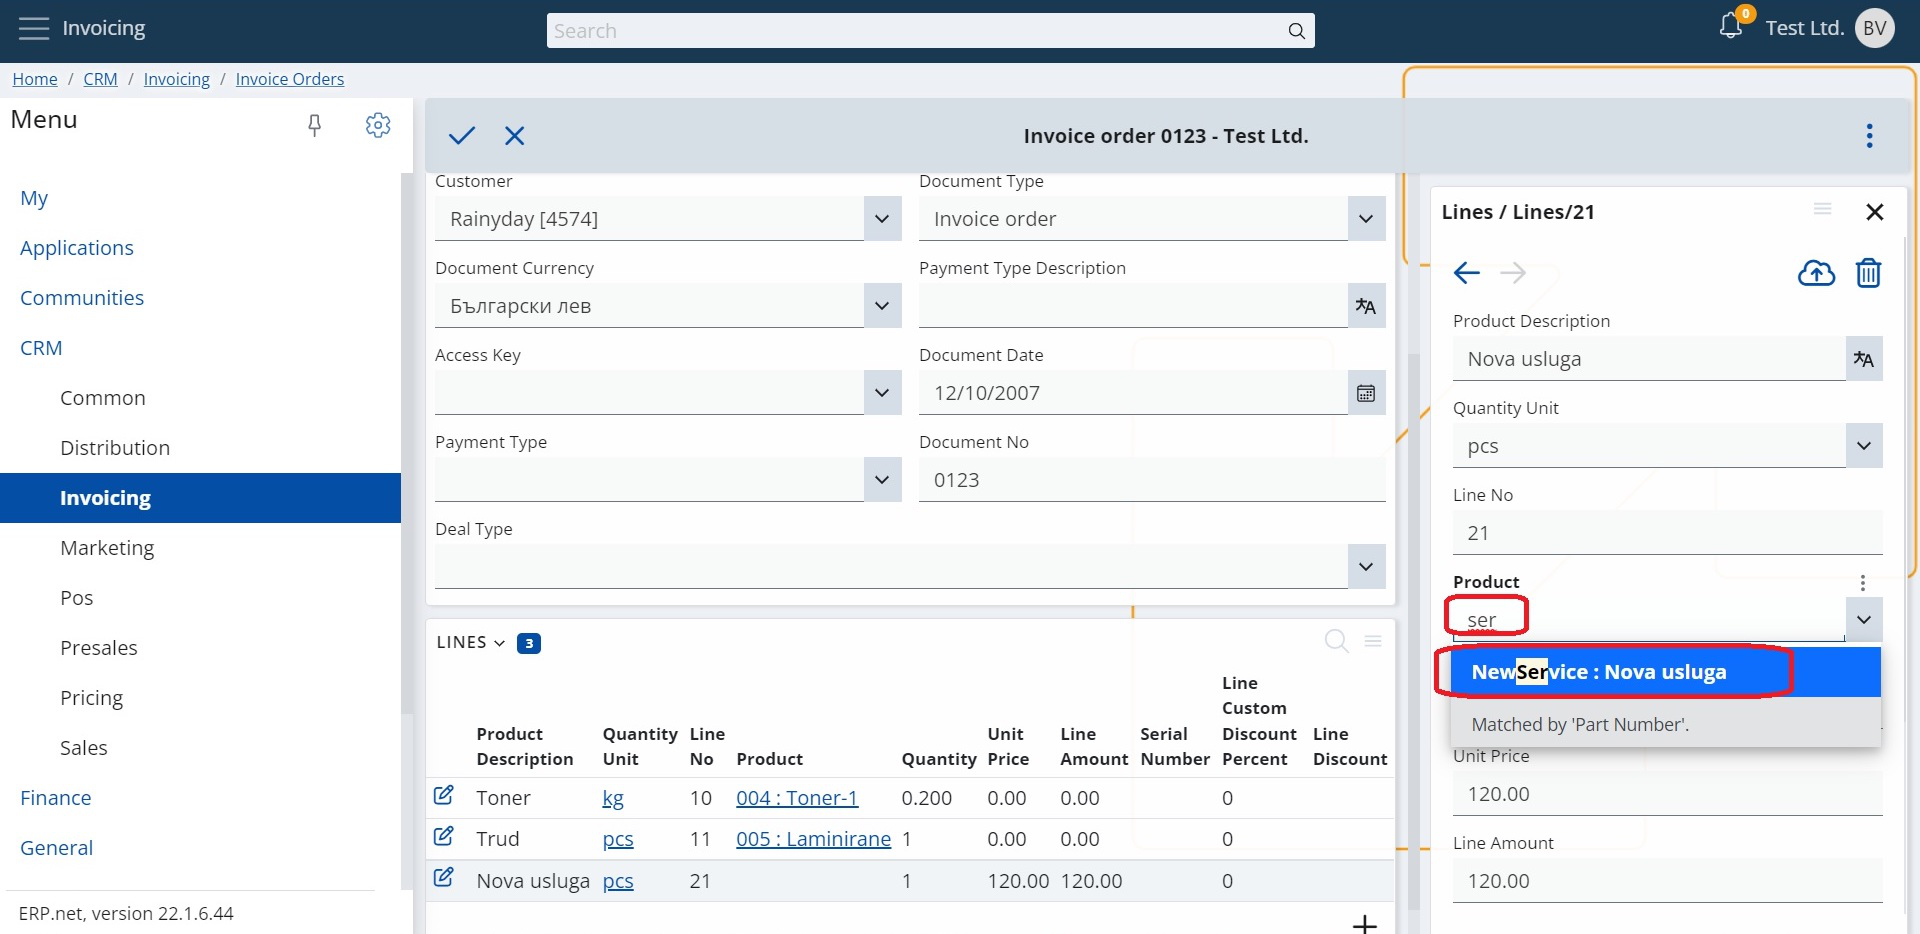 Invoicing
Search
0
Test Ltd.
BV
Home / CRM / Invoicing / Invoice Orders
Menu
My
Applications
Communities
CRM
Common
Distribution
Invoicing
Marketing
Pos
Presales
Pricing
Sales
Finance
General
ERP.net, version 22.1.6.44
Invoice order 0123 - Test Ltd.
Customer
Rainyday [4574]
Document Type
Invoice order
Document Currency
Български лев
Payment Type Description
Access Key
Document Date
12/10/2007
Payment Type
Document No
0123
Deal Type
LINES 3
Product Description Quantity Unit Line No Product Quantity Unit Price Line Amount Serial Number Line Custom Discount Percent Line Discount
Toner kg 10 004 : Toner-1 0.200 0.00 0.00 0
Trud pcs 11 005 : Laminirane 1 0.00 0.00 0
Nova usluga pcs 21 1 120.00 120.00 0
Lines / Lines/21
Product Description
Nova usluga
Quantity Unit
pcs
Line No
21
Product
ser
NewService : Nova usluga
Matched by 'Part Number'.
Unit Price
120.00
Line Amount
120.00